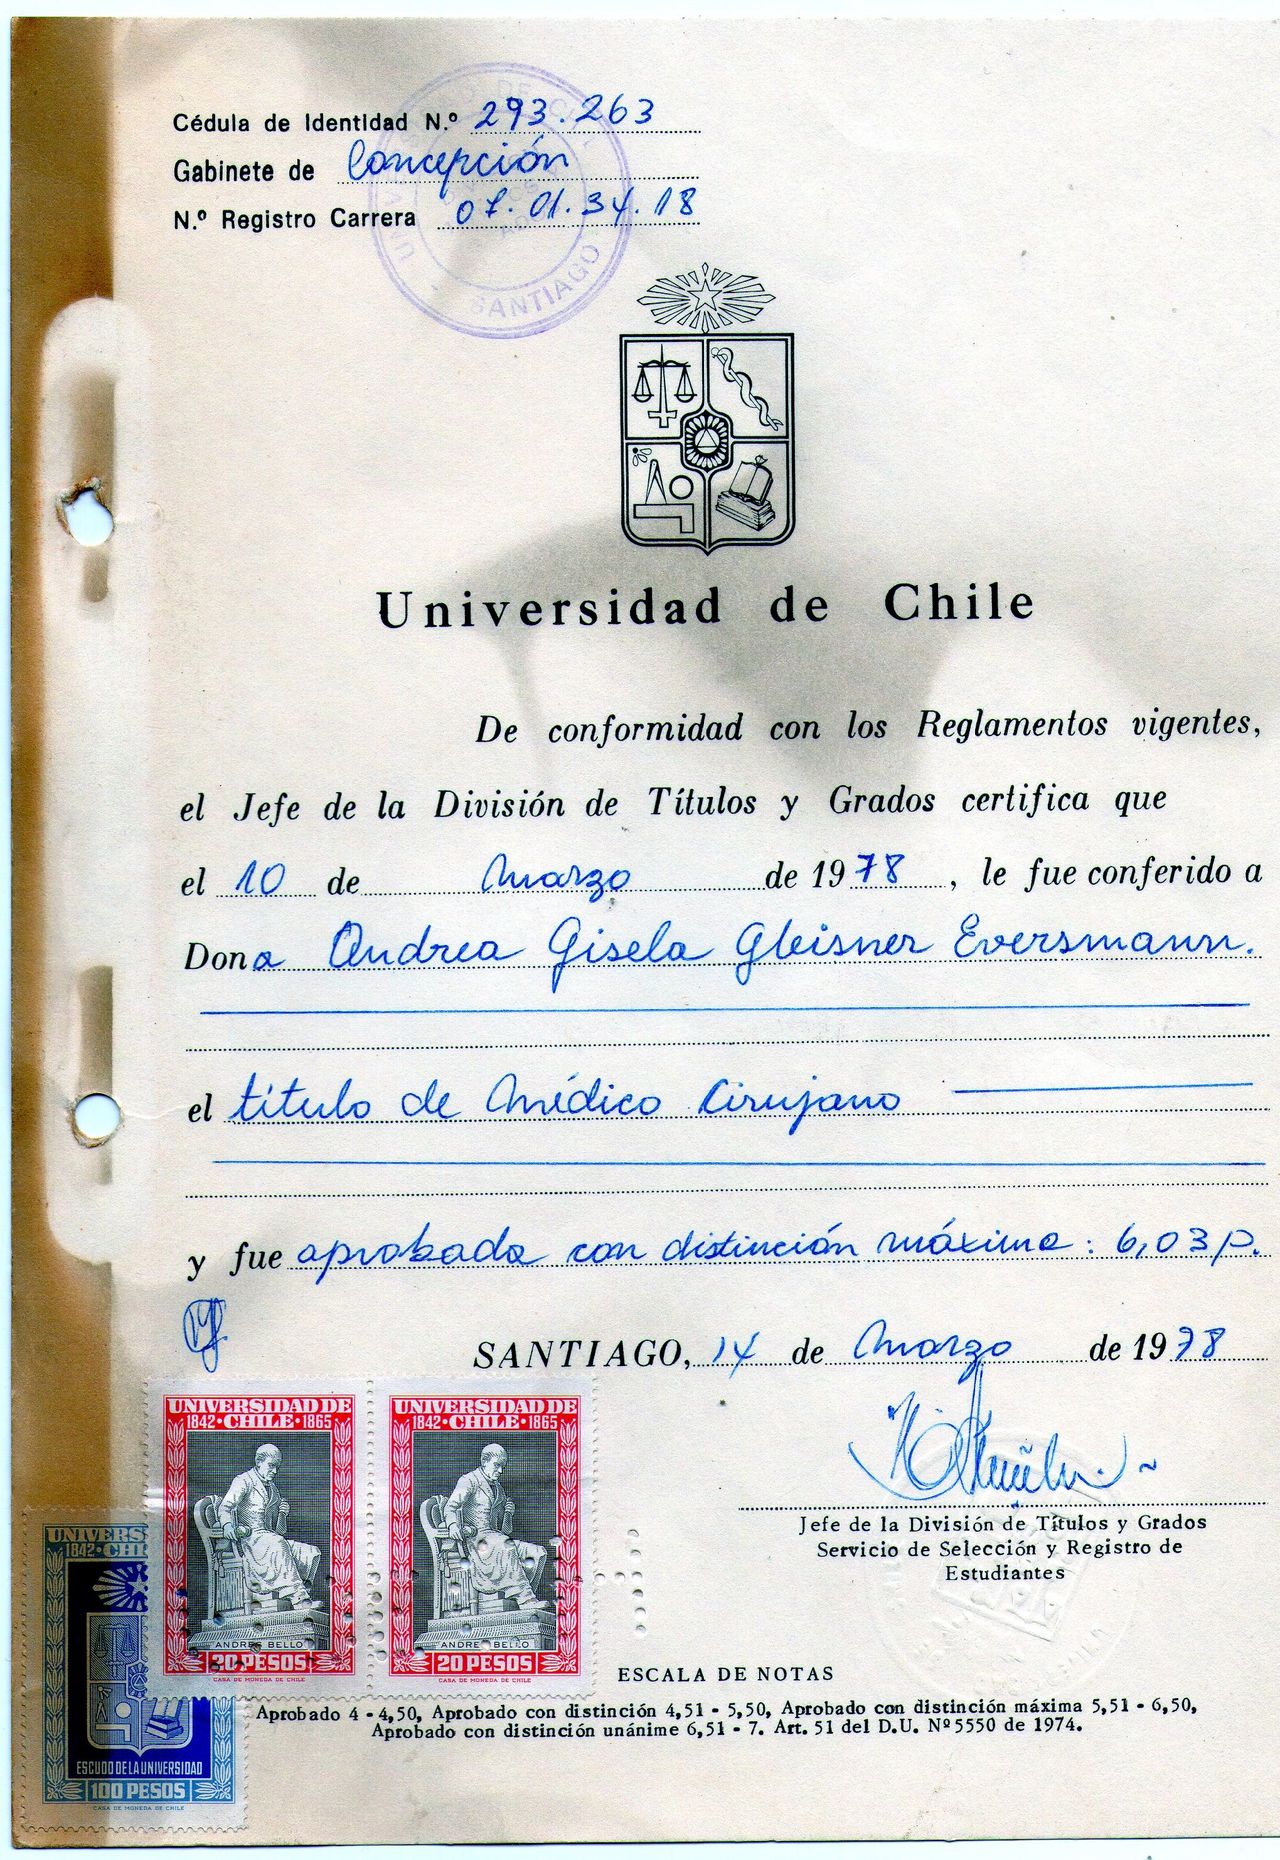 Cédula de Identidad N.º 293.263
Gabinete de Concepción
N.º Registro Carrera 07.01.34.18
SANTIAGO
Universidad de Chile
De conformidad con los Reglamentos vigentes,
el Jefe de la División de Títulos y Grados certifica que
el 10 de Marzo de 1978, le fue conferido a
Dona Andrea Gisela Gleisner Eversmann.
el título de Médico Cirujano
y fue aprobada con distinción máxima: 6,03 p.
SANTIAGO, 14 de Marzo de 1978
Jefe de la División de Títulos y Grados
Servicio de Selección y Registro de
Estudiantes
UNIVERSIDAD DE
1842 • CHILE • 1865
ANDRES BELLO
20 PESOS
CASA DE MONEDA DE CHILE
UNIVERSIDAD DE
1842 • CHILE • 1865
ANDRES BELLO
20 PESOS
CASA DE MONEDA DE CHILE
UNIVERS
1842 • CHI
ESCUDO DE LA UNIVERSIDAD
100 PESOS
CASA DE MONEDA DE CHILE
ESCALA DE NOTAS
Aprobado 4 - 4,50, Aprobado con distinción 4,51 - 5,50, Aprobado con distinción máxima 5,51 - 6,50,
Aprobado con distinción unánime 6,51 - 7. Art. 51 del D.U. Nº 5550 de 1974.